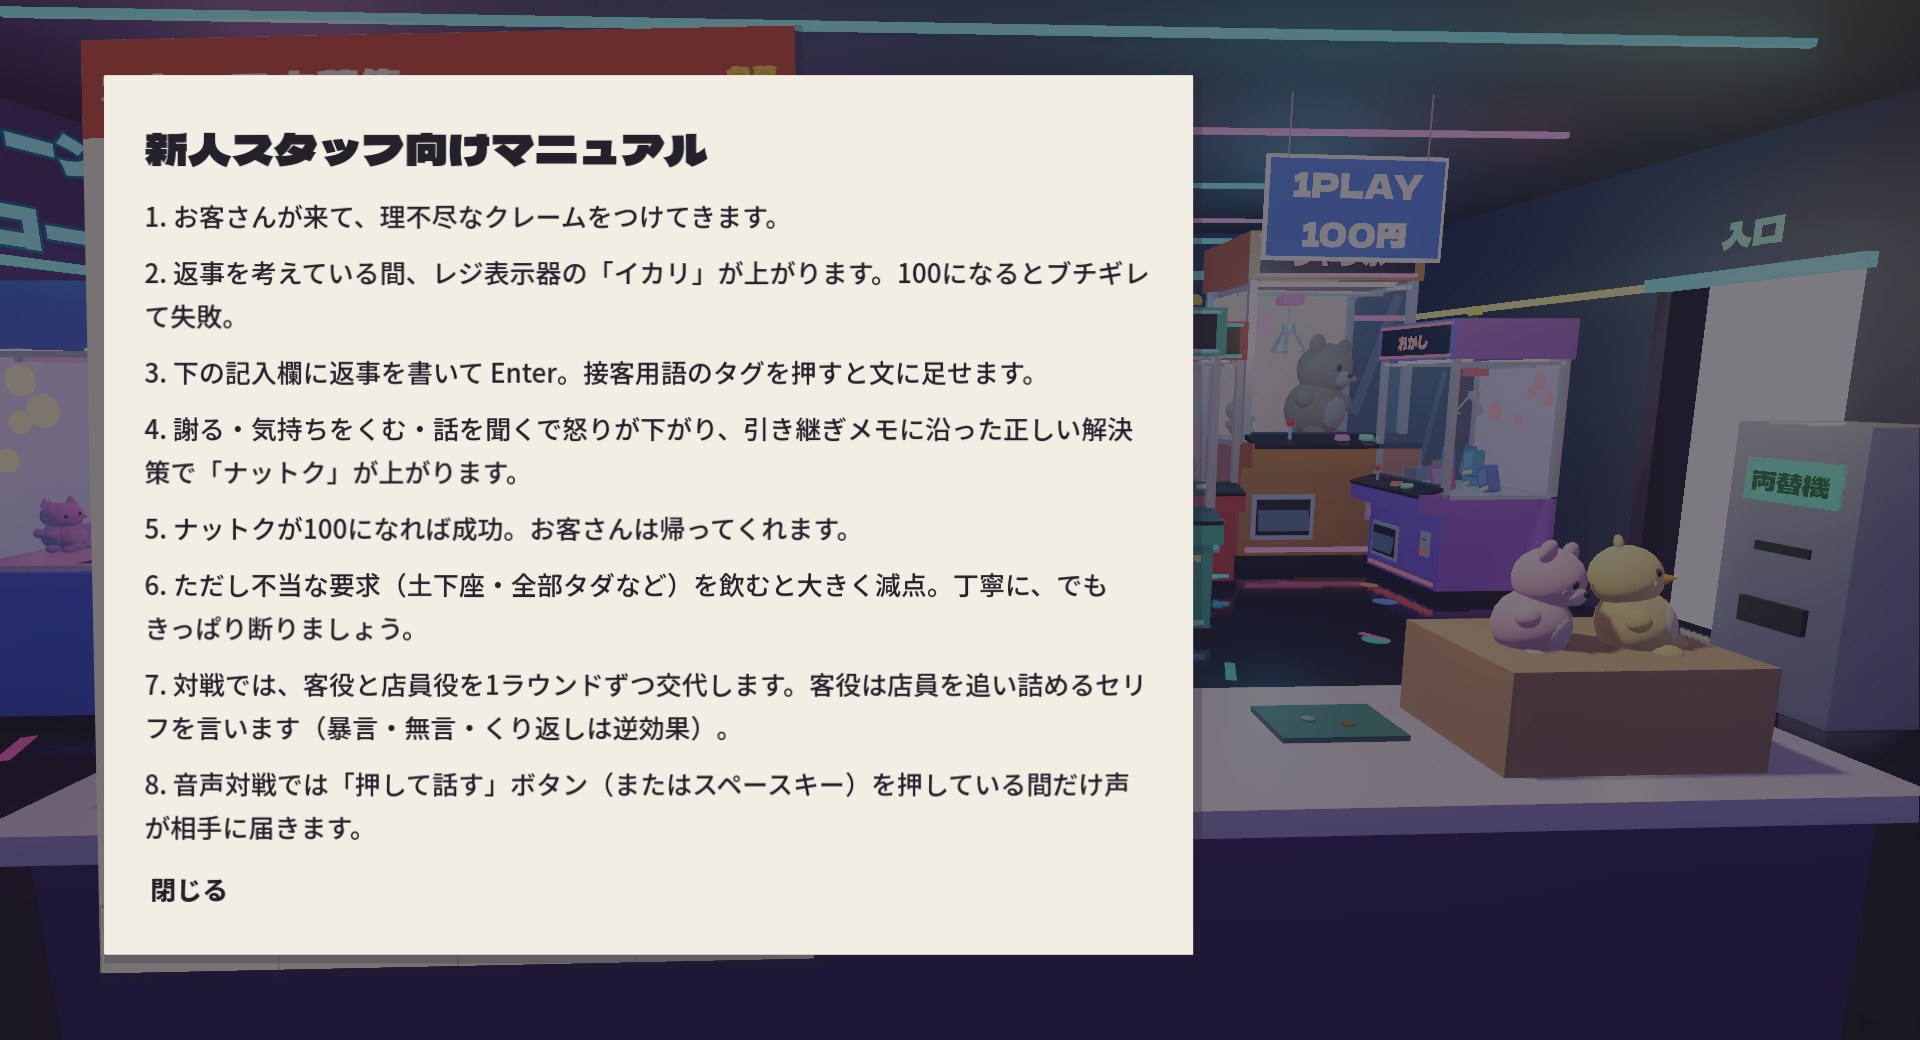 新人スタッフ向けマニュアル
1. お客さんが来て、理不尽なクレームをつけてきます。
2. 返事を考えている間、レジ表示器の「イカリ」が上がります。100になるとブチギレ
て失敗。
3. 下の記入欄に返事を書いて Enter。接客用語のタグを押すと文に足せます。
4. 謝る・気持ちをくむ・話を聞くで怒りが下がり、引き継ぎメモに沿った正しい解決
策で「ナットク」が上がります。
5. ナットクが100になれば成功。お客さんは帰ってくれます。
6. ただし不当な要求（土下座・全部タダなど）を飲むと大きく減点。丁寧に、でも
きっぱり断りましょう。
7. 対戦では、客役と店員役を1ラウンドずつ交代します。客役は店員を追い詰めるセリ
フを言います（暴言・無言・くり返しは逆効果）。
8. 音声対戦では「押して話す」ボタン（またはスペースキー）を押している間だけ声
が相手に届きます。
閉じる
1PLAY
100円
入口
おかし
両替機